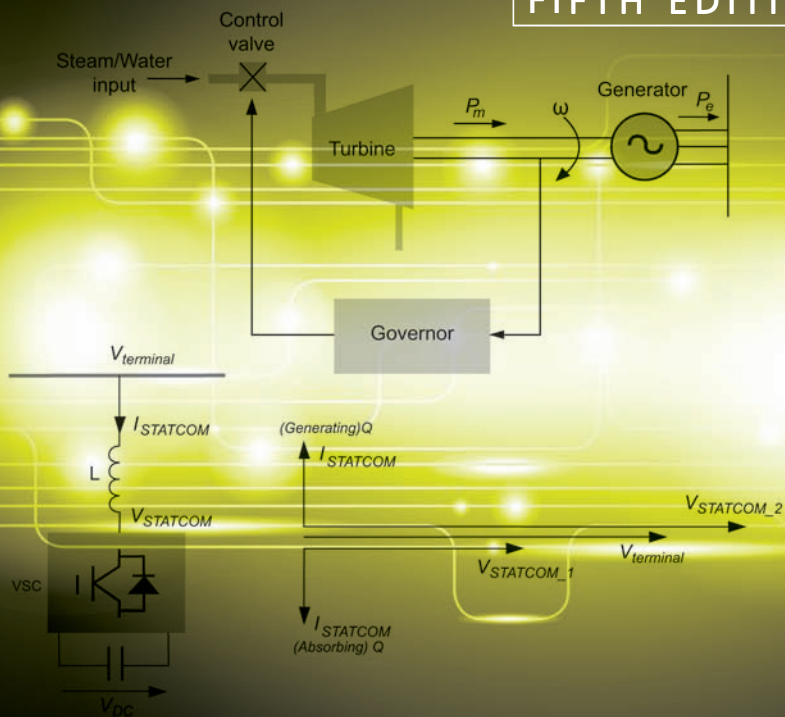 FIFTH EDITI
Control
valve
Steam/Water
input
Generator
Pm
ω
Pe
Turbine
Governor
Vterminal
ISTATCOM
(Generating)Q
ISTATCOM
L
VSTATCOM
VSTATCOM_2
Vterminal
VSTATCOM_1
VSC
ISTATCOM
(Absorbing) Q
VDC